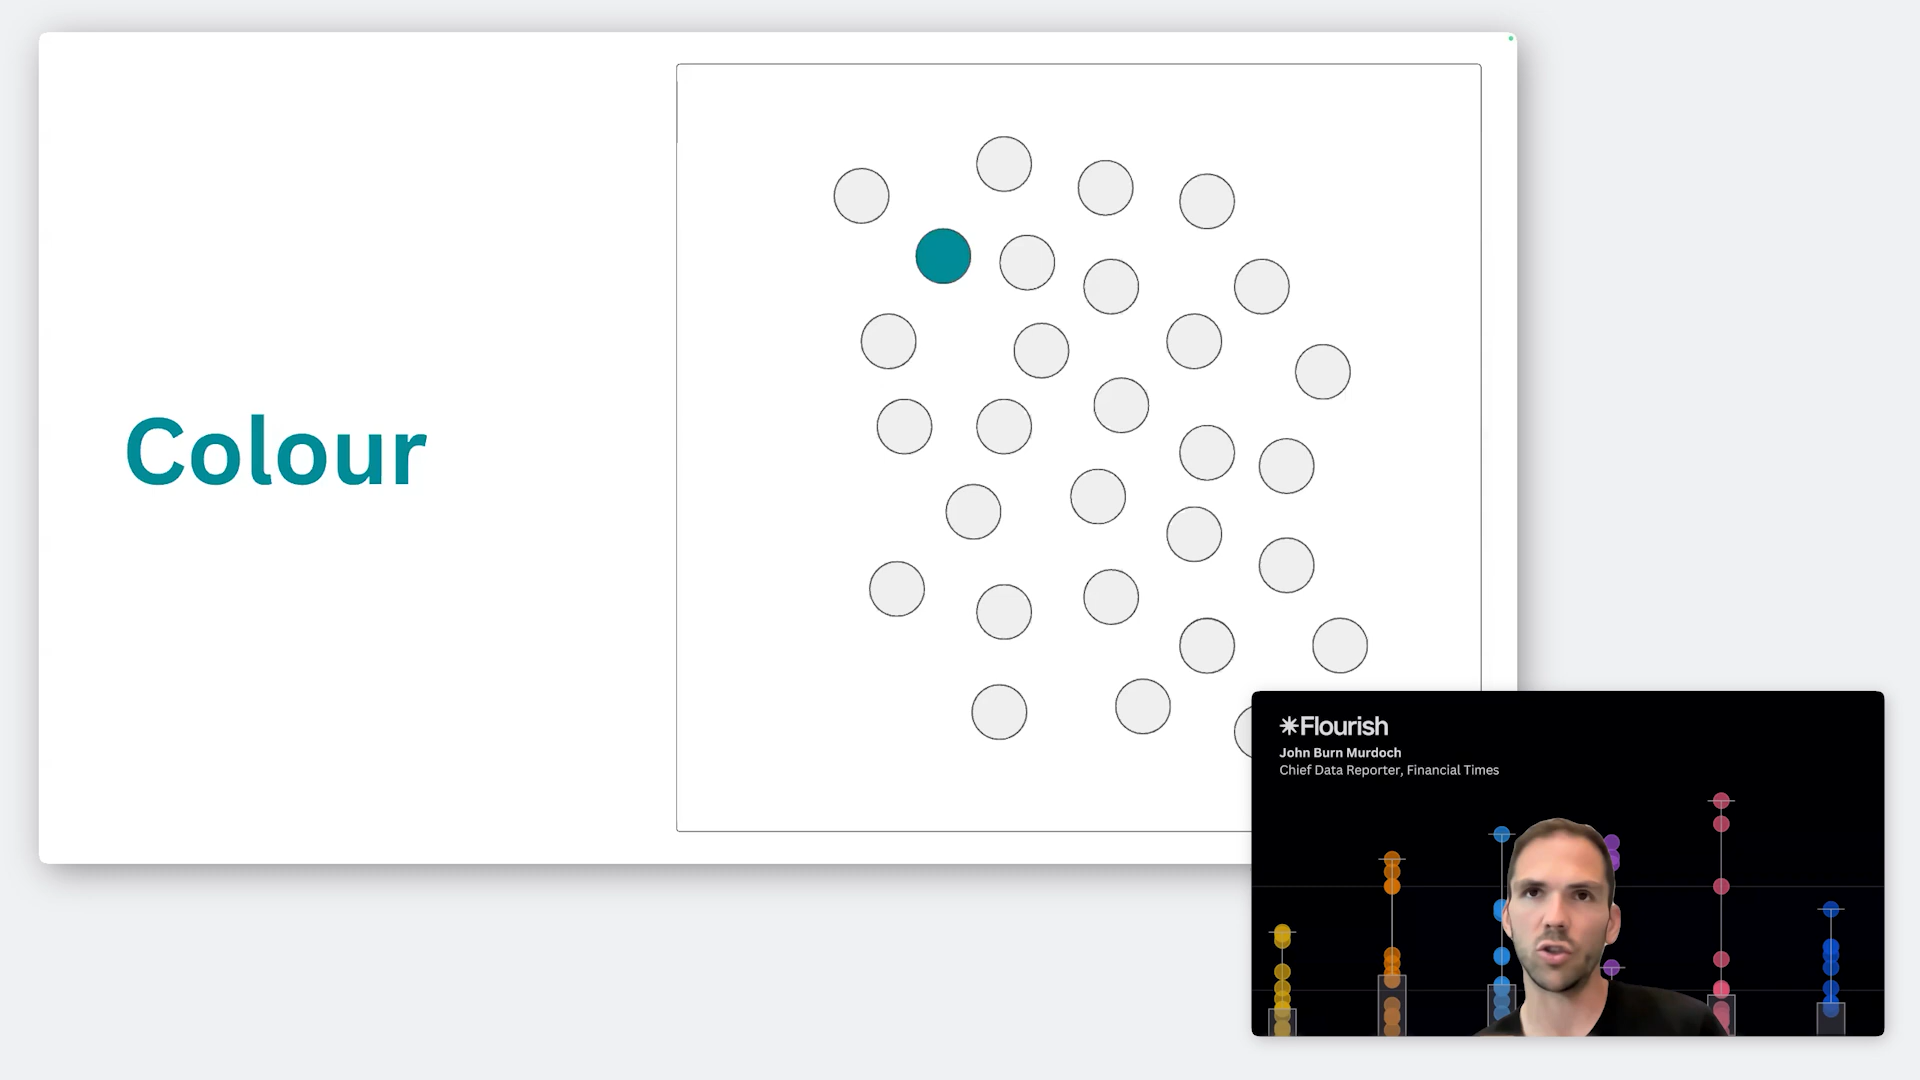 Colour
Flourish
John Burn Murdoch
Chief Data Reporter, Financial Times